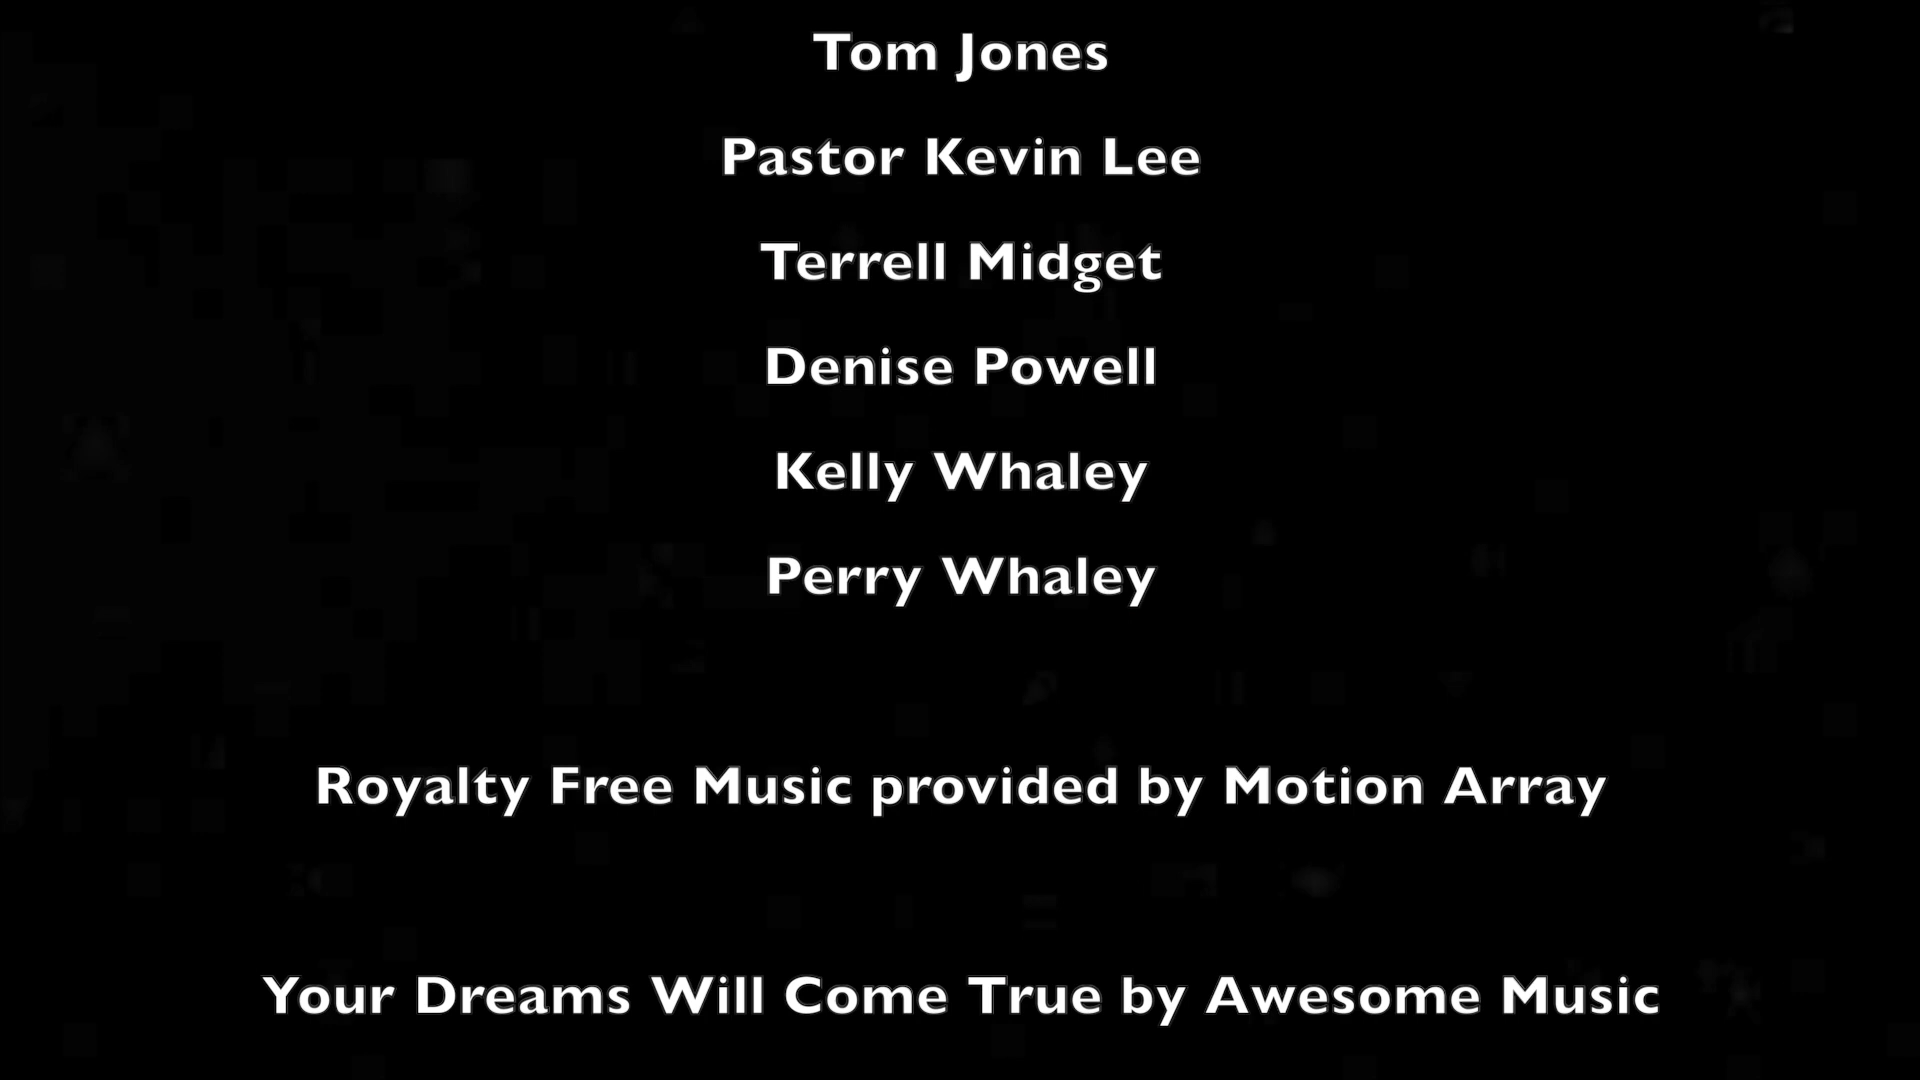 Tom Jones
Pastor Kevin Lee
Terrell Midget
Denise Powell
Kelly Whaley
Perry Whaley
Royalty Free Music provided by Motion Array
Your Dreams Will Come True by Awesome Music